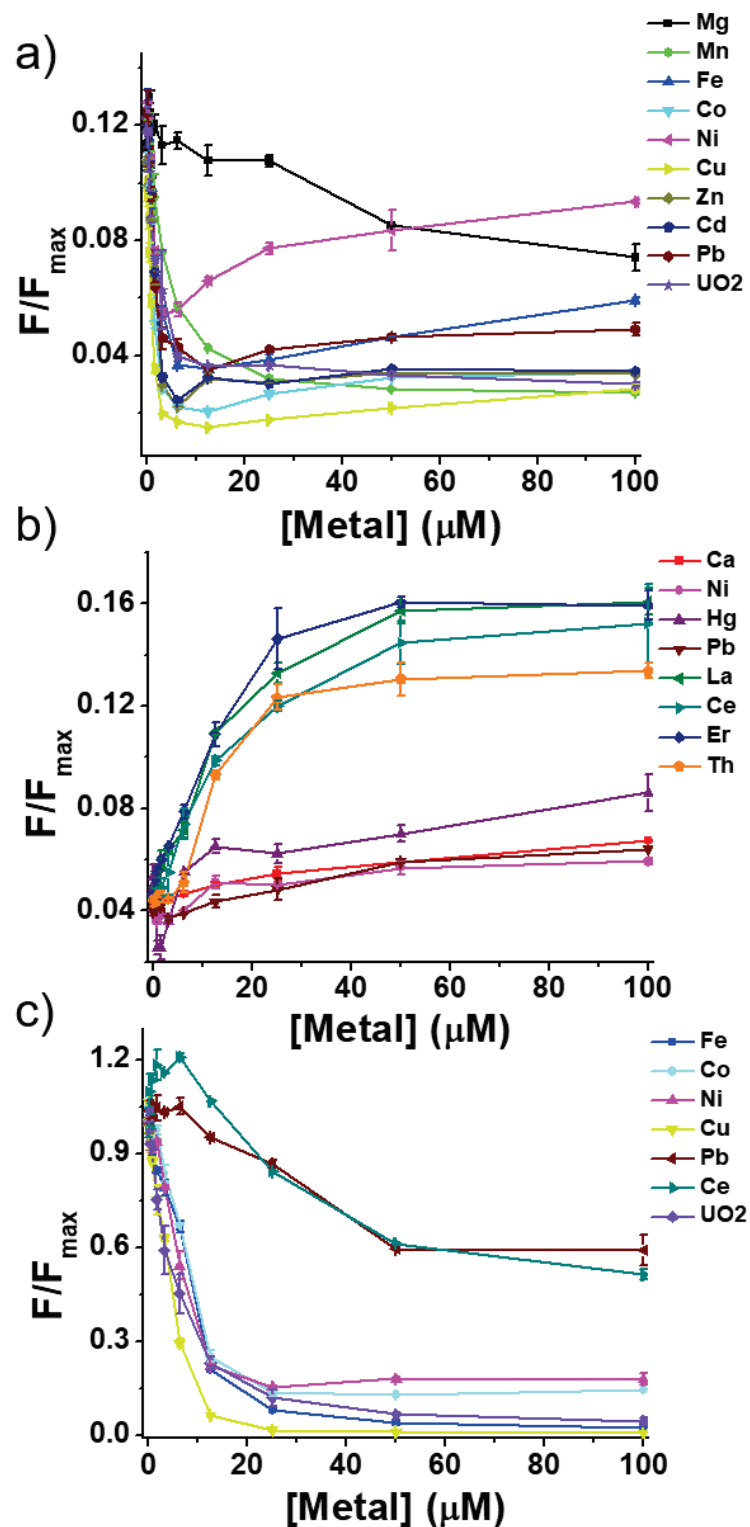 a)
F/Fmax
0.12
0.08
0.04
0 20 40 60 80 100
[Metal] (μM)
Mg
Mn
Fe
Co
Ni
Cu
Zn
Cd
Pb
UO2
b)
F/Fmax
0.16
0.12
0.08
0.04
0 20 40 60 80 100
[Metal] (μM)
Ca
Ni
Hg
Pb
La
Ce
Er
Th
c)
F/Fmax
1.2
0.9
0.6
0.3
0.0
0 20 40 60 80 100
[Metal] (μM)
Fe
Co
Ni
Cu
Pb
Ce
UO2